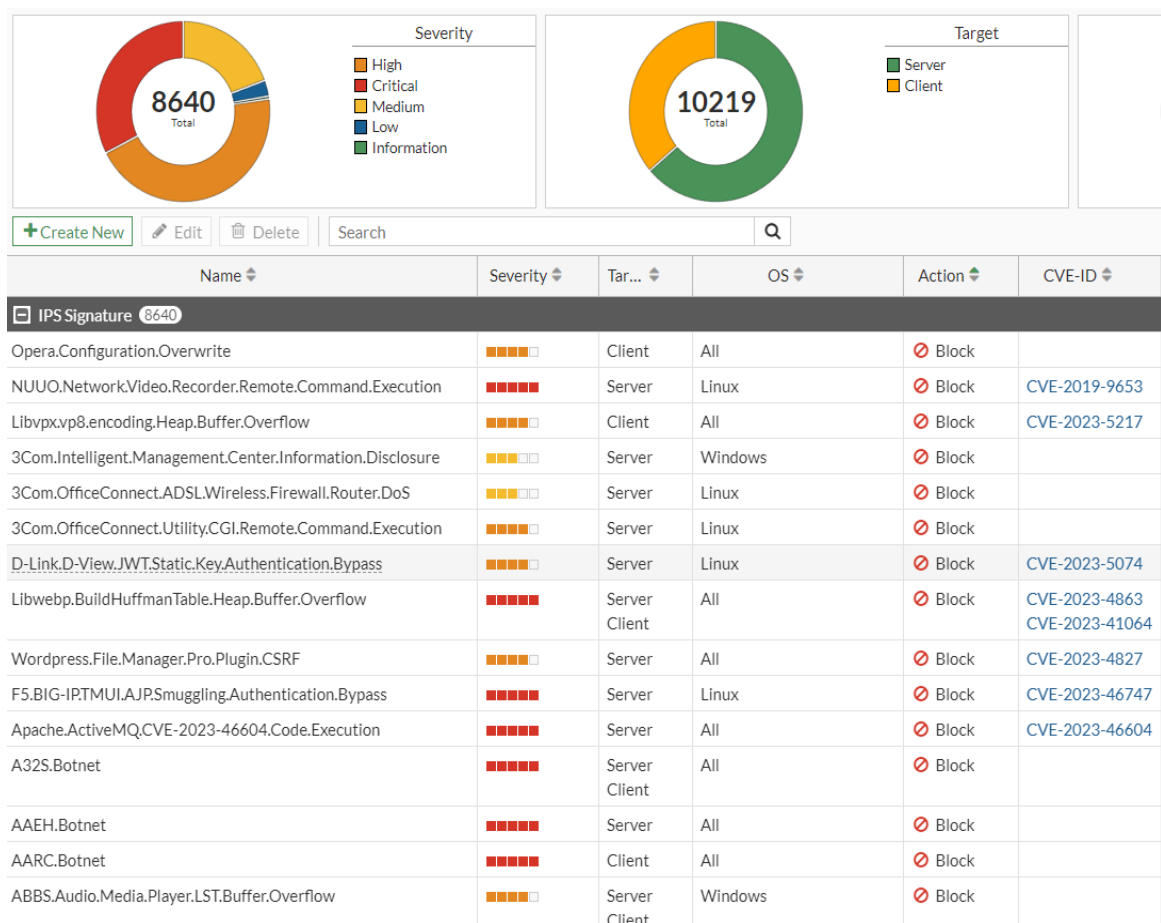 Severity
8640
Total
High
Critical
Medium
Low
Information
Target
10219
Total
Server
Client
Create New Edit Delete Search
Name Severity Tar... OS Action CVE-ID
IPS Signature 8640
Opera.Configuration.Overwrite Client All Block
NUUO.Network.Video.Recorder.Remote.Command.Execution Server Linux Block CVE-2019-9653
Libvpx.vp8.encoding.Heap.Buffer.Overflow Client All Block CVE-2023-5217
3Com.Intelligent.Management.Center.Information.Disclosure Server Windows Block
3Com.OfficeConnect.ADSL.Wireless.Firewall.Router.DoS Server Linux Block
3Com.OfficeConnect.Utility.CGI.Remote.Command.Execution Server Linux Block
D-Link.D-View.JWT.Static.Key.Authentication.Bypass Server Linux Block CVE-2023-5074
Libwebp.BuildHuffmanTable.Heap.Buffer.Overflow Server All Block CVE-2023-4863
Client CVE-2023-41064
Wordpress.File.Manager.Pro.Plugin.CSRF Server All Block CVE-2023-4827
F5.BIG-IP.TMUI.AJP.Smuggling.Authentication.Bypass Server Linux Block CVE-2023-46747
Apache.ActiveMQ.CVE-2023-46604.Code.Execution Server All Block CVE-2023-46604
A32S.Botnet Server All Block
Client
AAEH.Botnet Server All Block
AARC.Botnet Client All Block
ABBS.Audio.Media.Player.LST.Buffer.Overflow Server Windows Block
Client